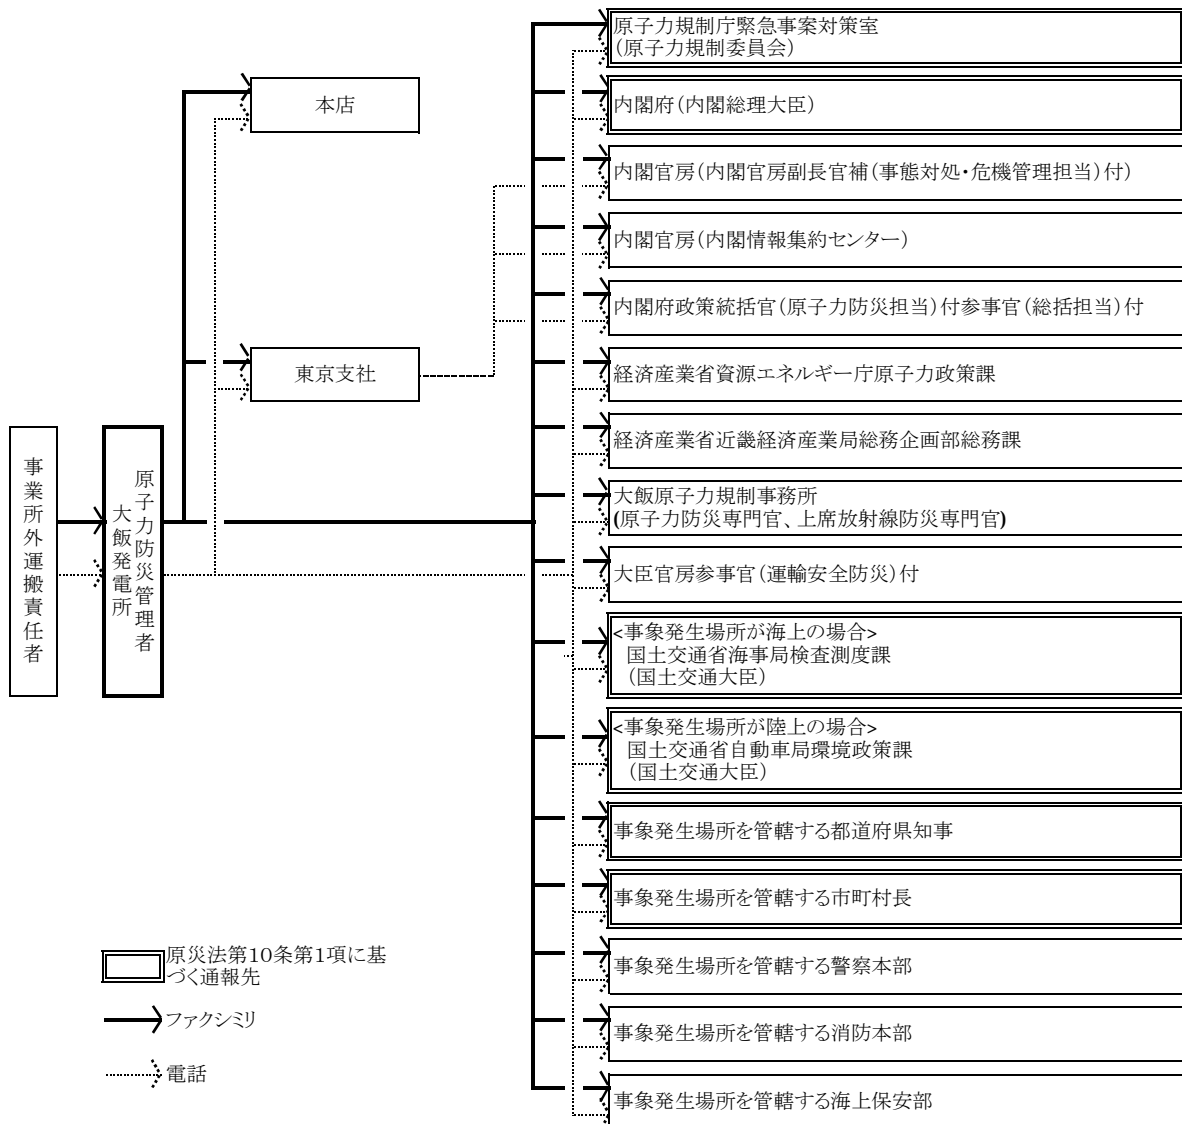 原子力規制庁緊急事案対策室
（原子力規制委員会）
本店
内閣府（内閣総理大臣）
内閣官房（内閣官房副長官補（事態対処・危機管理担当）付）
内閣官房（内閣情報集約センター）
内閣府政策統括官（原子力防災担当）付参事官（総括担当）付
東京支社
経済産業省資源エネルギー庁原子力政策課
経済産業省近畿経済産業局総務企画部総務課
事業所外運搬責任者
原子力防災管理者
大飯発電所
大飯原子力規制事務所
(原子力防災専門官、上席放射線防災専門官)
大臣官房参事官（運輸安全防災）付
<事象発生場所が海上の場合>
国土交通省海事局検査測度課
（国土交通大臣）
<事象発生場所が陸上の場合>
国土交通省自動車局環境政策課
（国土交通大臣）
事象発生場所を管轄する都道府県知事
事象発生場所を管轄する市町村長
事象発生場所を管轄する警察本部
事象発生場所を管轄する消防本部
事象発生場所を管轄する海上保安部
原災法第10条第1項に基
づく通報先
ファクシミリ
電話